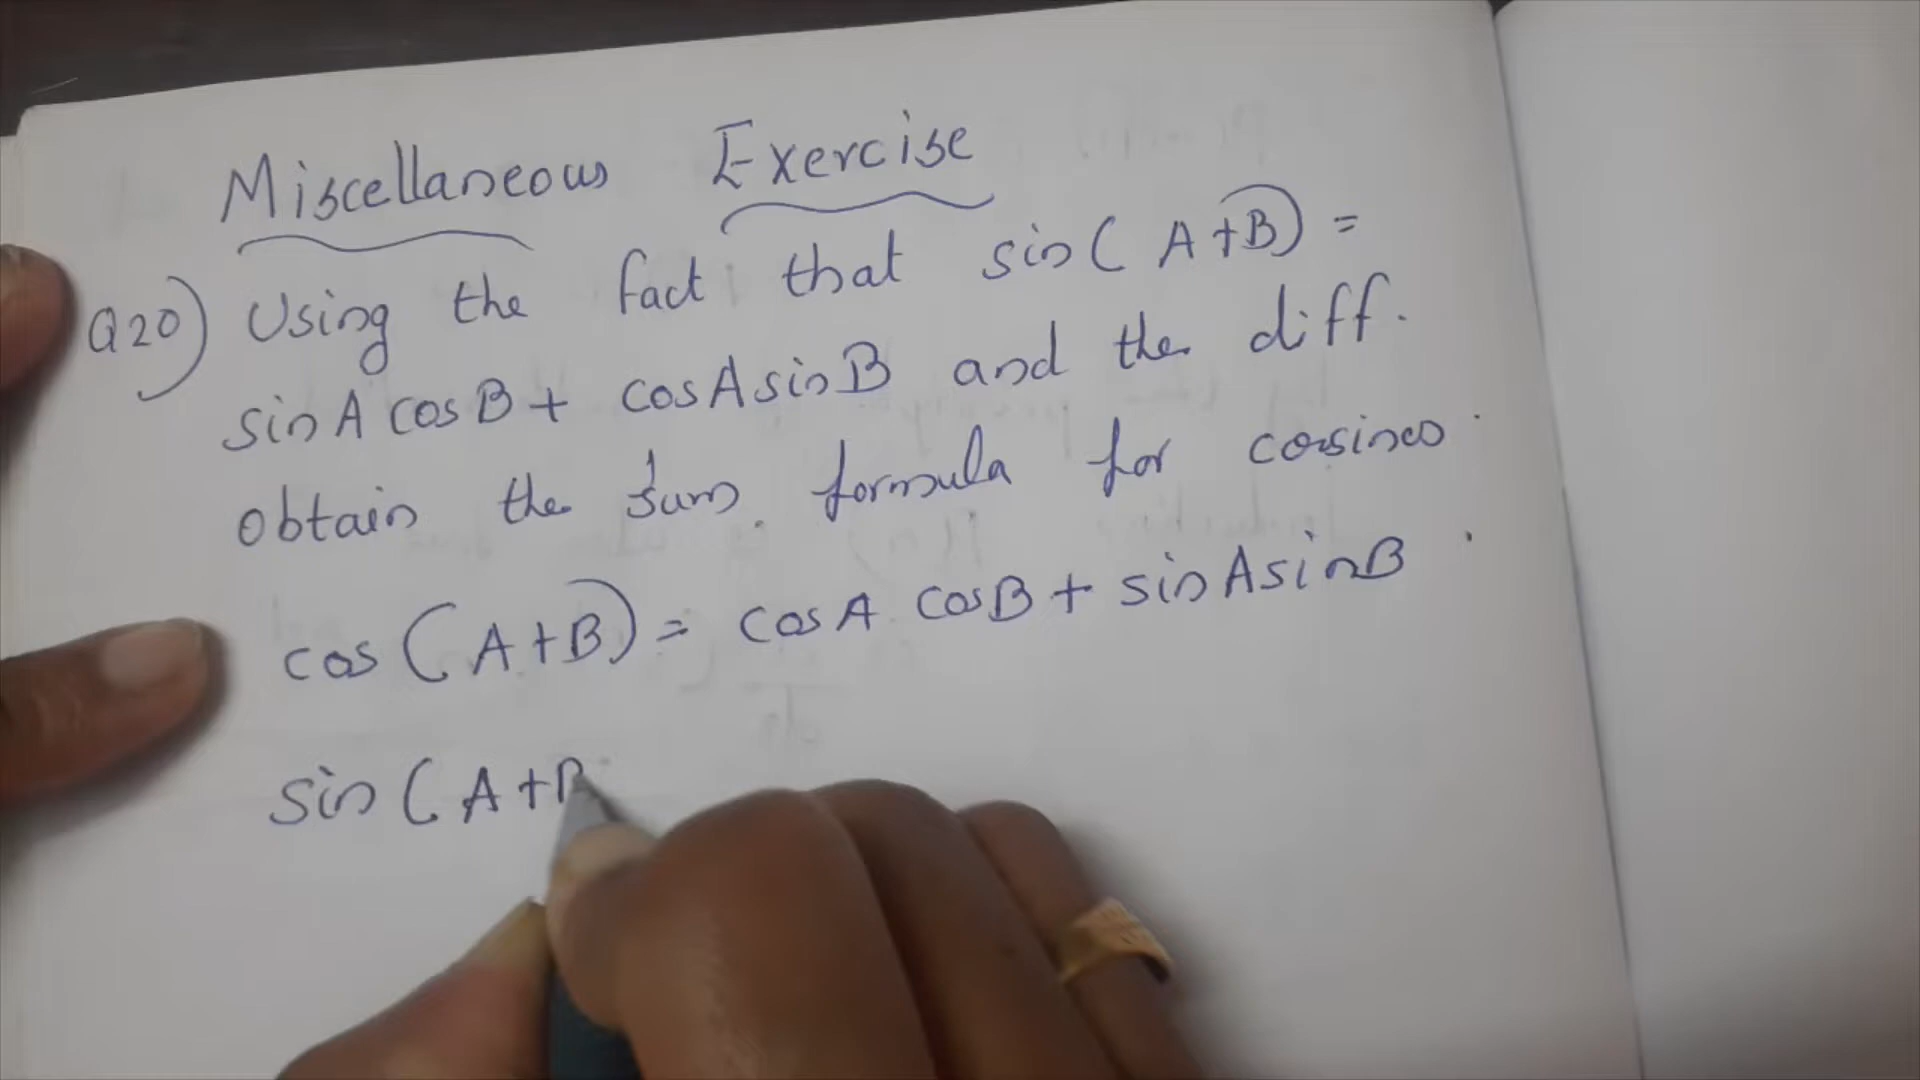 Miscellaneous Exercise
Q20) Using the fact that sin(A+B) =
sinA cosB + cosA sinB and the diff.
obtain the sum formula for cosines.
cos (A+B) = cosA cosB + sinA sinB
sin (A+B